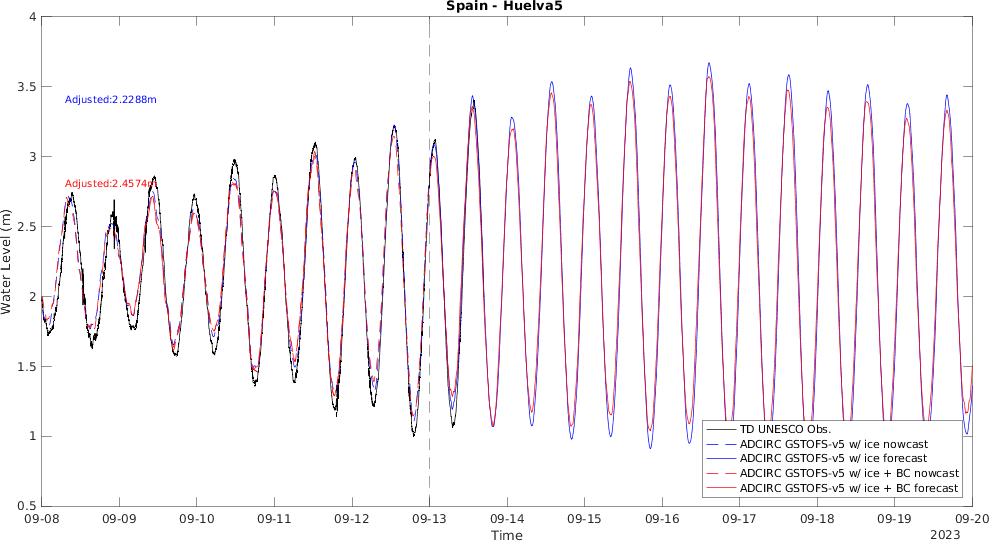 Spain - Huelva5
4
3.5
3
2.5
2
1.5
1
0.5
Water Level (m)
Adjusted:2.2288m
Adjusted:2.4574m
TD UNESCO Obs.
ADCIRC GSTOFS-v5 w/ ice nowcast
ADCIRC GSTOFS-v5 w/ ice forecast
ADCIRC GSTOFS-v5 w/ ice + BC nowcast
ADCIRC GSTOFS-v5 w/ ice + BC forecast
09-08 09-09 09-10 09-11 09-12 09-13 09-14 09-15 09-16 09-17 09-18 09-19 09-20
Time
2023